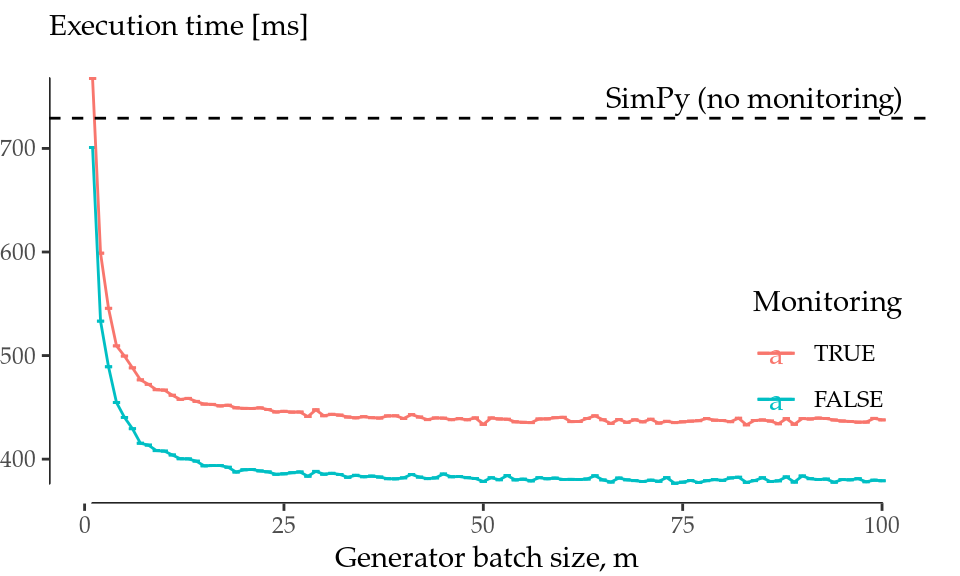 Execution time [ms]
SimPy (no monitoring)
700
600
500
400
Monitoring
a TRUE
a FALSE
0 25 50 75 100
Generator batch size, m